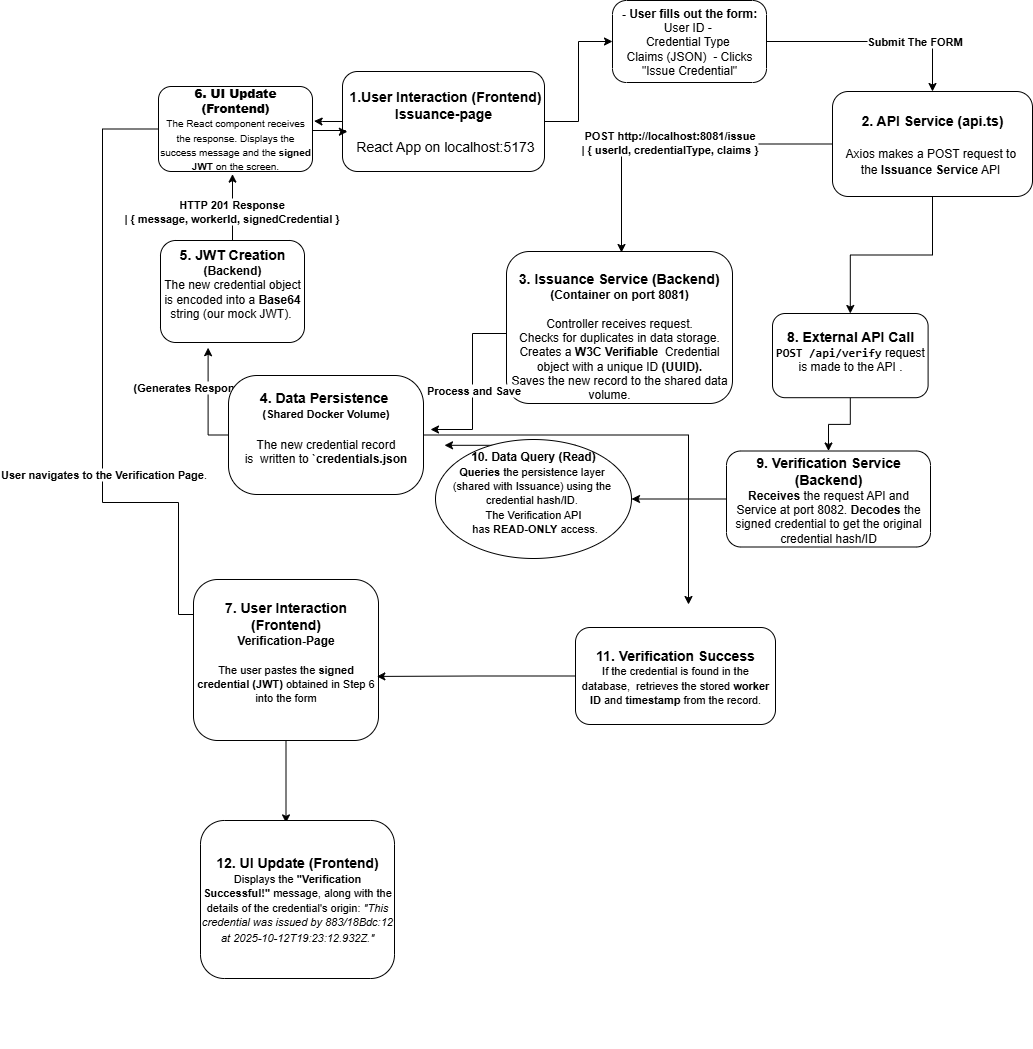 - User fills out the form:
User ID -
Credential Type
Claims (JSON)  - Clicks
"Issue Credential"
Submit The FORM
1.User Interaction (Frontend)
Issuance-page
React App on localhost:5173
6. UI Update
(Frontend)
The React component receives
the response. Displays the
success message and the signed
JWT on the screen.
2. API Service (api.ts)
Axios makes a POST request to
the Issuance Service API
POST http://localhost:8081/issue
| { userId, credentialType, claims }
HTTP 201 Response
| { message, workerId, signedCredential }
5. JWT Creation
(Backend)
The new credential object
is encoded into a Base64
string (our mock JWT).
3. Issuance Service (Backend)
(Container on port 8081)
Controller receives request.
Checks for duplicates in data storage.
Creates a W3C Verifiable  Credential
object with a unique ID (UUID).
Saves the new record to the shared data
volume.
8. External API Call
POST /api/verify request
is made to the API .
(Generates Respon
Process and Save
4. Data Persistence
(Shared Docker Volume)
The new credential record
is  written to `credentials.json
10. Data Query (Read)
Queries the persistence layer
(shared with Issuance) using the
credential hash/ID.
The Verification API
has READ-ONLY access.
9. Verification Service
(Backend)
Receives the request API and
Service at port 8082. Decodes the
signed credential to get the original
credential hash/ID
User navigates to the Verification Page.
7. User Interaction
(Frontend)
Verification-Page
The user pastes the signed
credential (JWT) obtained in Step 6
into the form
11. Verification Success
If the credential is found in the
database,  retrieves the stored worker
ID and timestamp from the record.
12. UI Update (Frontend)
Displays the "Verification
Successful!" message, along with the
details of the credential's origin: "This
credential was issued by 883/18Bdc:12
at 2025-10-12T19:23:12.932Z."